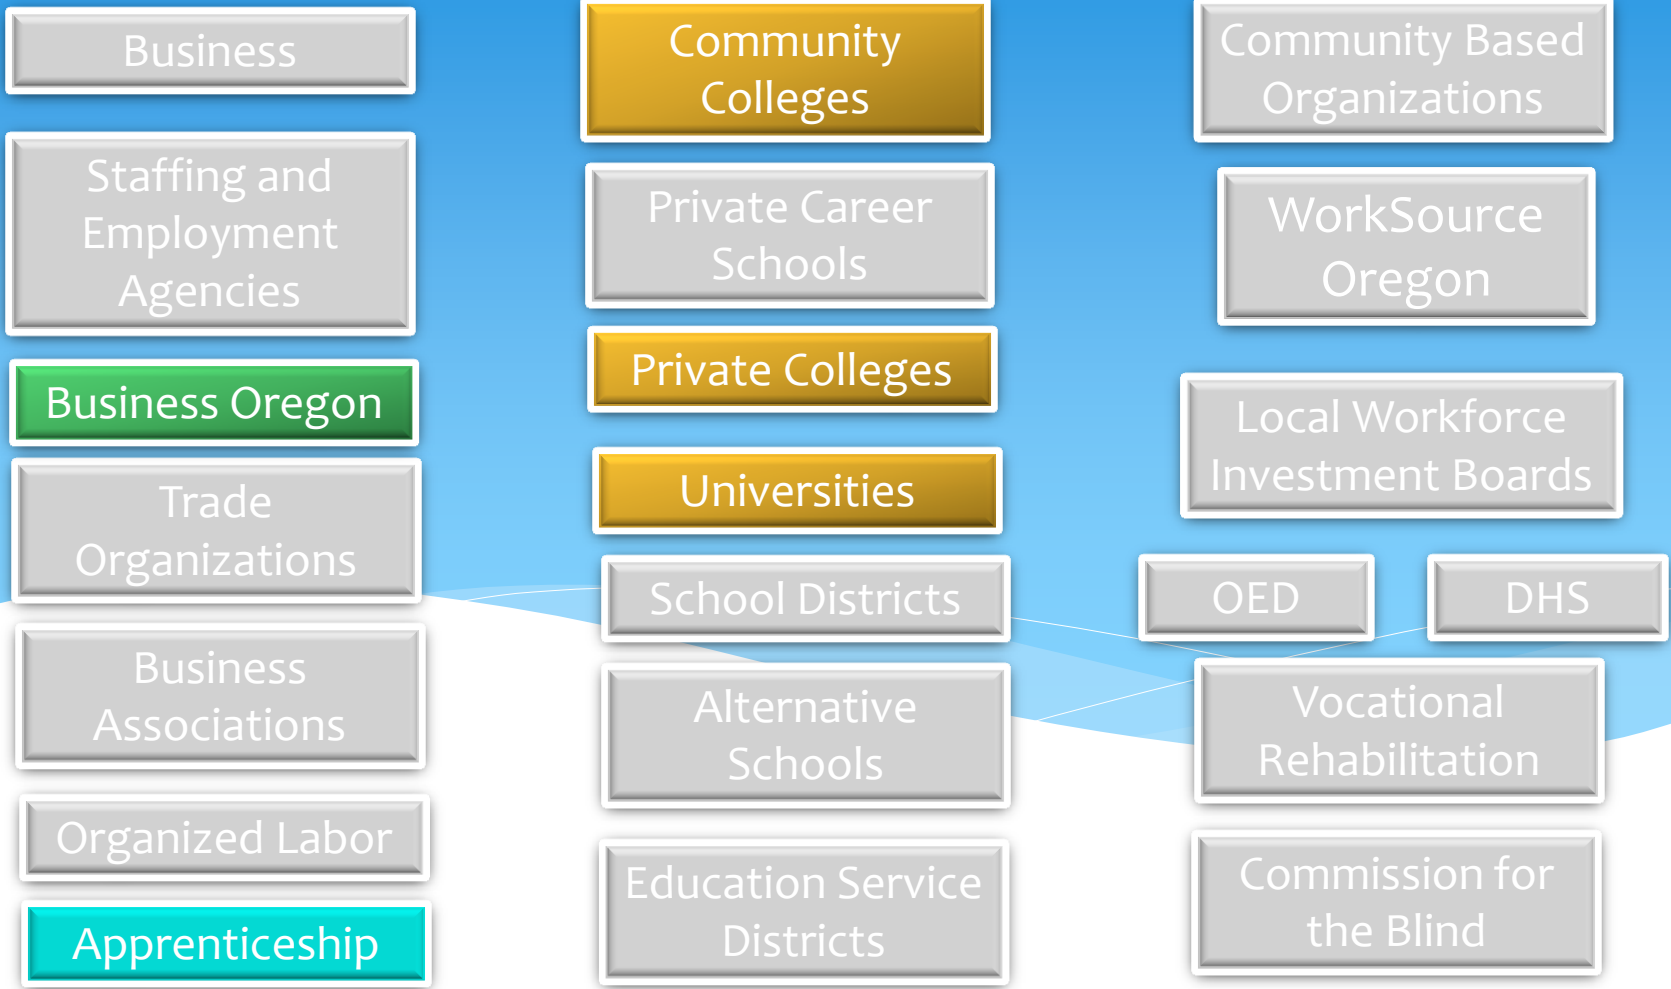 Business
Staffing and
Employment
Agencies
Business Oregon
Trade
Organizations
Business
Associations
Organized Labor
Apprenticeship
Community
Colleges
Private Career
Schools
Private Colleges
Universities
School Districts
Alternative
Schools
Education Service
Districts
Community Based
Organizations
WorkSource
Oregon
Local Workforce
Investment Boards
OED
DHS
Vocational
Rehabilitation
Commission for
the Blind